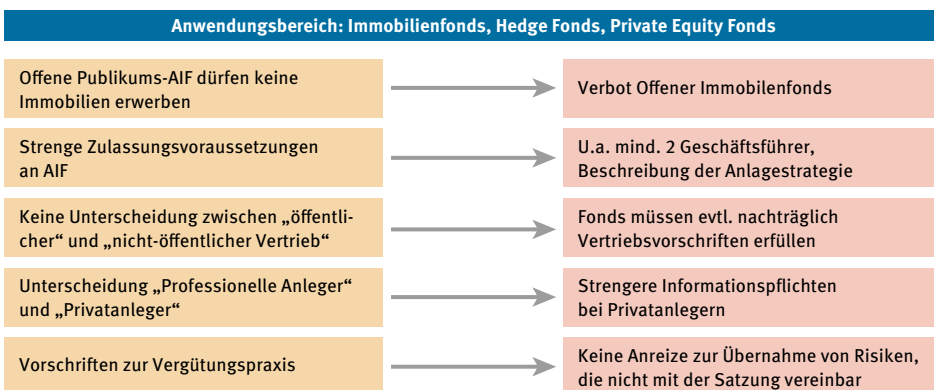 Anwendungsbereich: Immobilienfonds, Hedge Fonds, Private Equity Fonds
Offene Publikums-AIF dürfen keine
Immobilien erwerben
Verbot Offener Immobilenfonds
Strenge Zulassungsvoraussetzungen
an AIF
U.a. mind. 2 Geschäftsführer,
Beschreibung der Anlagestrategie
Keine Unterscheidung zwischen „öffentli-
cher“ und „nicht-öffentlicher Vertrieb“
Fonds müssen evtl. nachträglich
Vertriebsvorschriften erfüllen
Unterscheidung „Professionelle Anleger“
und „Privatanleger“
Strengere Informationspflichten
bei Privatanlegern
Vorschriften zur Vergütungspraxis
Keine Anreize zur Übernahme von Risiken,
die nicht mit der Satzung vereinbar